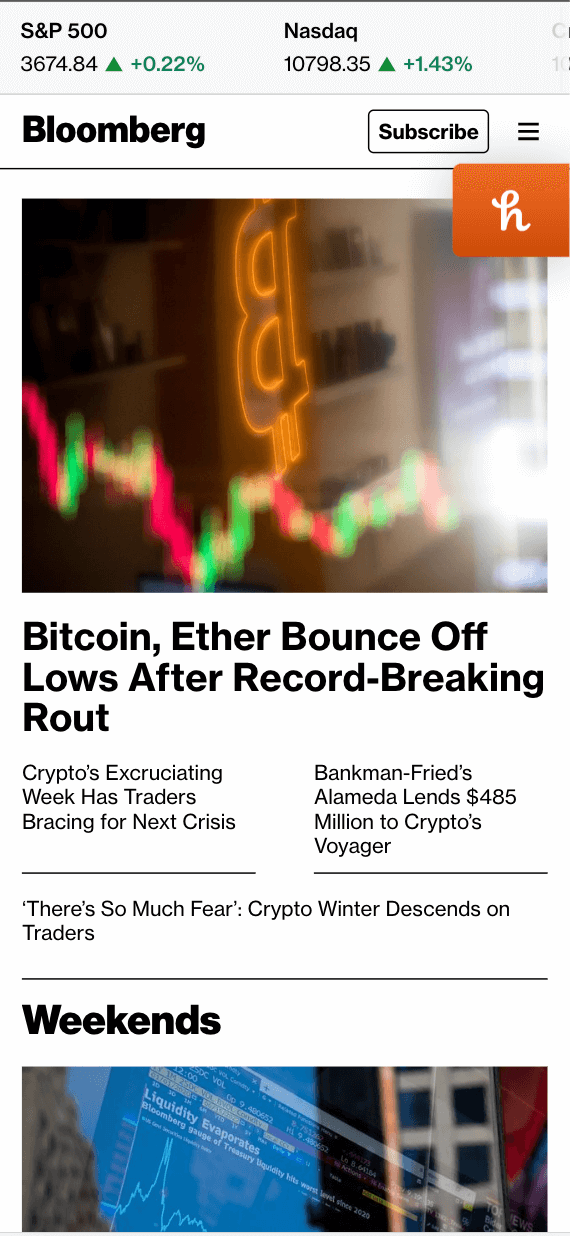 S&P 500
Nasdaq
3674.84 ▲ +0.22%
10798.35 ▲ +1.43%
Bloomberg
Subscribe
h
Bitcoin, Ether Bounce Off
Lows After Record-Breaking
Rout
Crypto’s Excruciating
Week Has Traders
Bracing for Next Crisis
Bankman-Fried’s
Alameda Lends $485
Million to Crypto’s
Voyager
‘There’s So Much Fear’: Crypto Winter Descends on
Traders
Weekends
Liquidity Evaporates
Bloomberg gauge of Treasury liquidity hits worst level since 2020